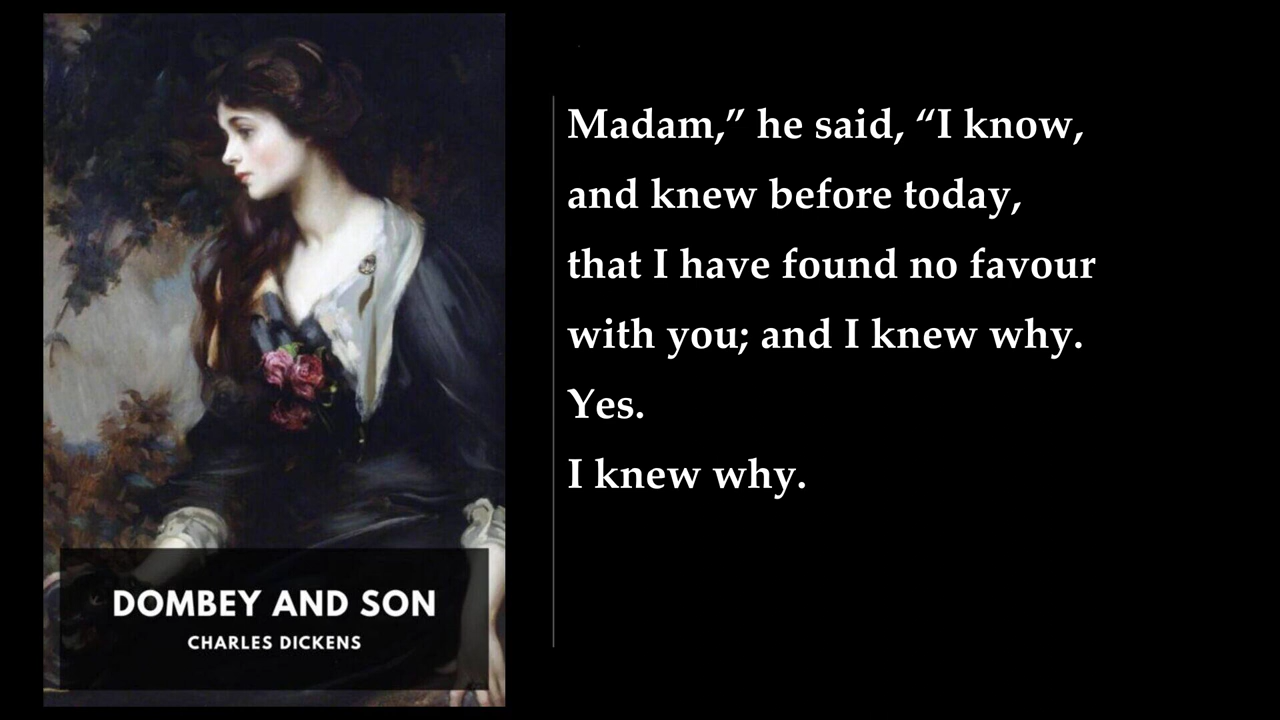 DOMBEY AND SON
CHARLES DICKENS
Madam,” he said, “I know,
and knew before today,
that I have found no favour
with you; and I knew why.
Yes.
I knew why.